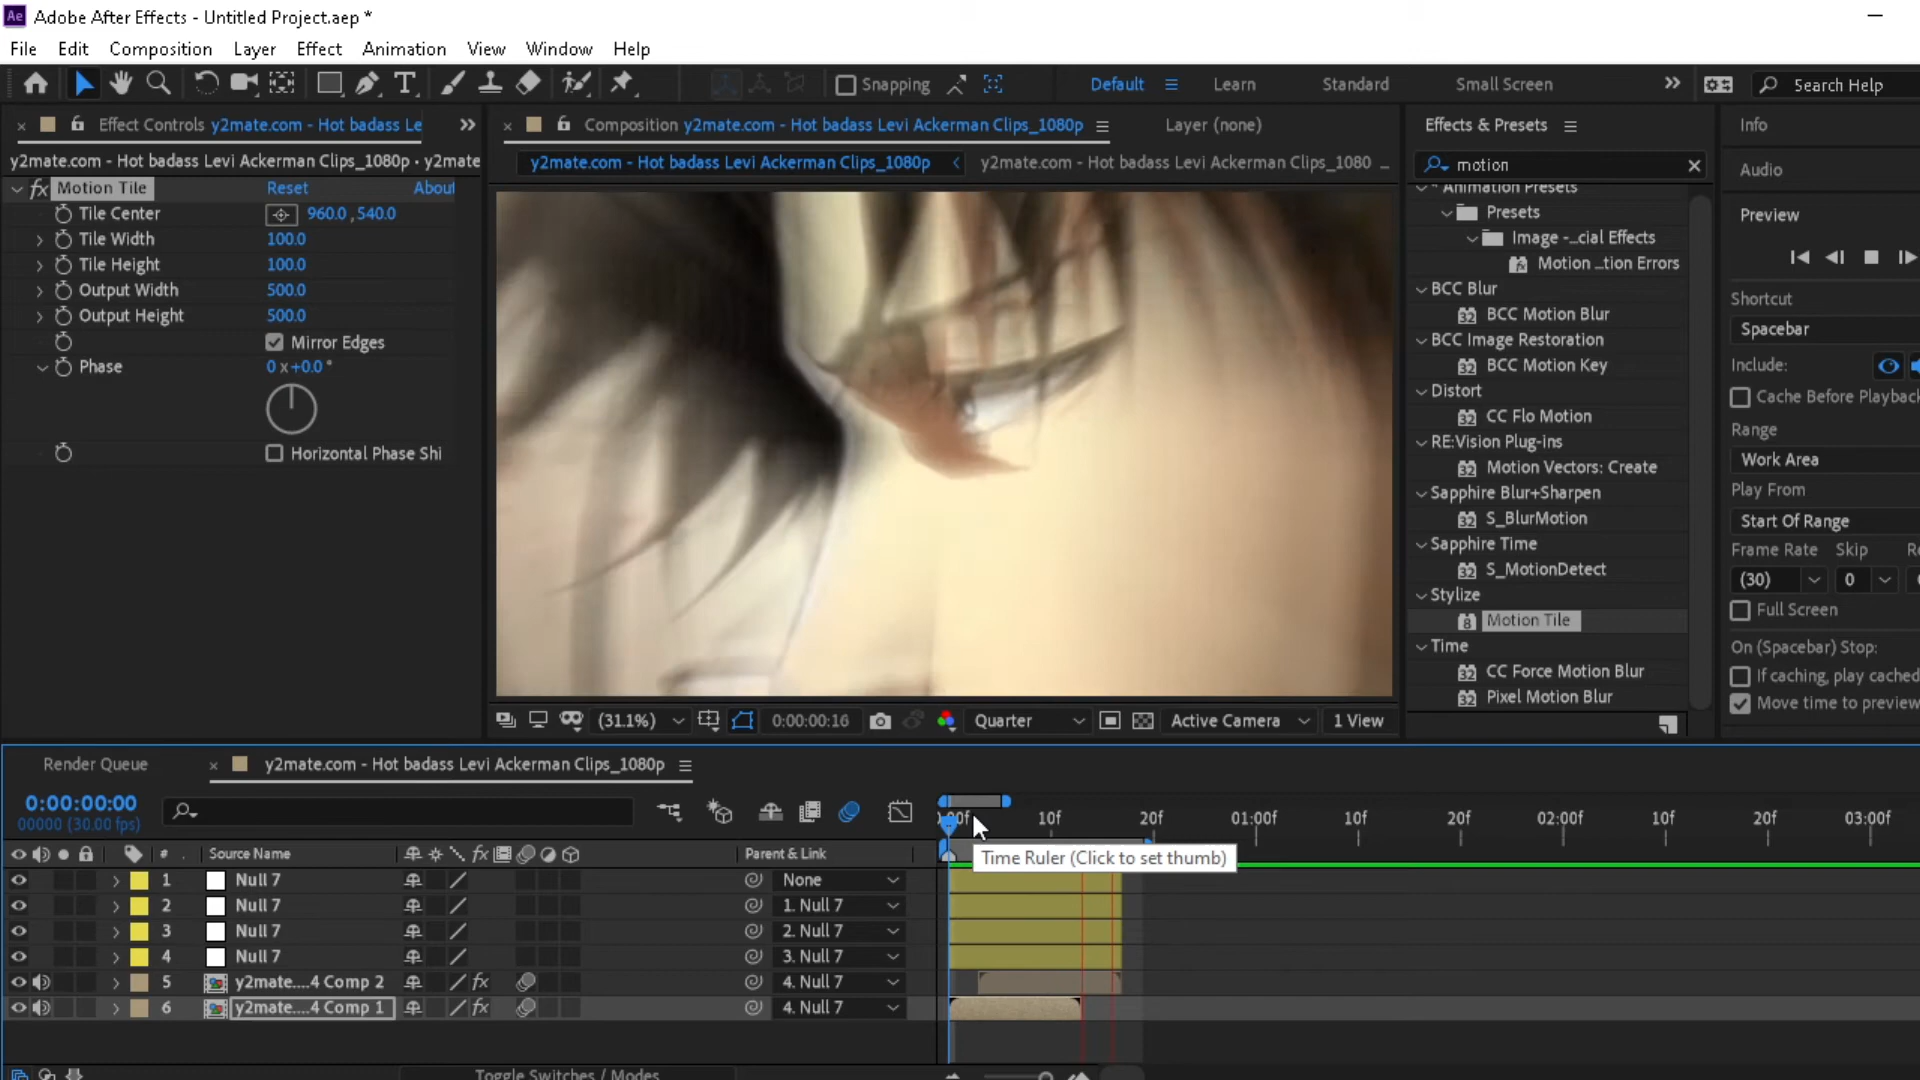 Ae Adobe After Effects - Untitled Project.aep *
File Edit Composition Layer Effect Animation View Window Help
Snapping Default Learn Standard Small Screen Search Help
Effect Controls y2mate.com - Hot badass Le
y2mate.com - Hot badass Levi Ackerman Clips_1080p • y2mate
fx Motion Tile Reset About
Tile Center 960.0 , 540.0
Tile Width 100.0
Tile Height 100.0
Output Width 500.0
Output Height 500.0
Mirror Edges
Phase 0 x +0.0 °
Horizontal Phase Shi
Composition y2mate.com - Hot badass Levi Ackerman Clips_1080p Layer (none)
y2mate.com - Hot badass Levi Ackerman Clips_1080p y2mate.com - Hot badass Levi Ackerman Clips_1080
(31.1%) 0:00:00:16 Quarter Active Camera 1 View
Effects & Presets
motion
* Animation Presets
Presets
Image -...cial Effects
Motion ...tion Errors
BCC Blur
BCC Motion Blur
BCC Image Restoration
BCC Motion Key
Distort
CC Flo Motion
RE:Vision Plug-ins
Motion Vectors: Create
Sapphire Blur+Sharpen
S_BlurMotion
Sapphire Time
S_MotionDetect
Stylize
Motion Tile
Time
CC Force Motion Blur
Pixel Motion Blur
Info
Audio
Preview
Shortcut
Spacebar
Include:
Cache Before Playback
Range
Work Area
Play From
Start Of Range
Frame Rate Skip Re
(30) 0
Full Screen
On (Spacebar) Stop:
If caching, play cached
Move time to preview
Render Queue y2mate.com - Hot badass Levi Ackerman Clips_1080p
0:00:00:00
00000 (30.00 fps)
:00f 10f 20f 01:00f 10f 20f 02:00f 10f 20f 03:00f
# Source Name fx Parent & Link
Time Ruler (Click to set thumb)
1 Null 7 None
2 Null 7 1. Null 7
3 Null 7 2. Null 7
4 Null 7 3. Null 7
5 y2mate....4 Comp 2 fx 4. Null 7
6 y2mate....4 Comp 1 fx 4. Null 7
Toggle Switches / Modes